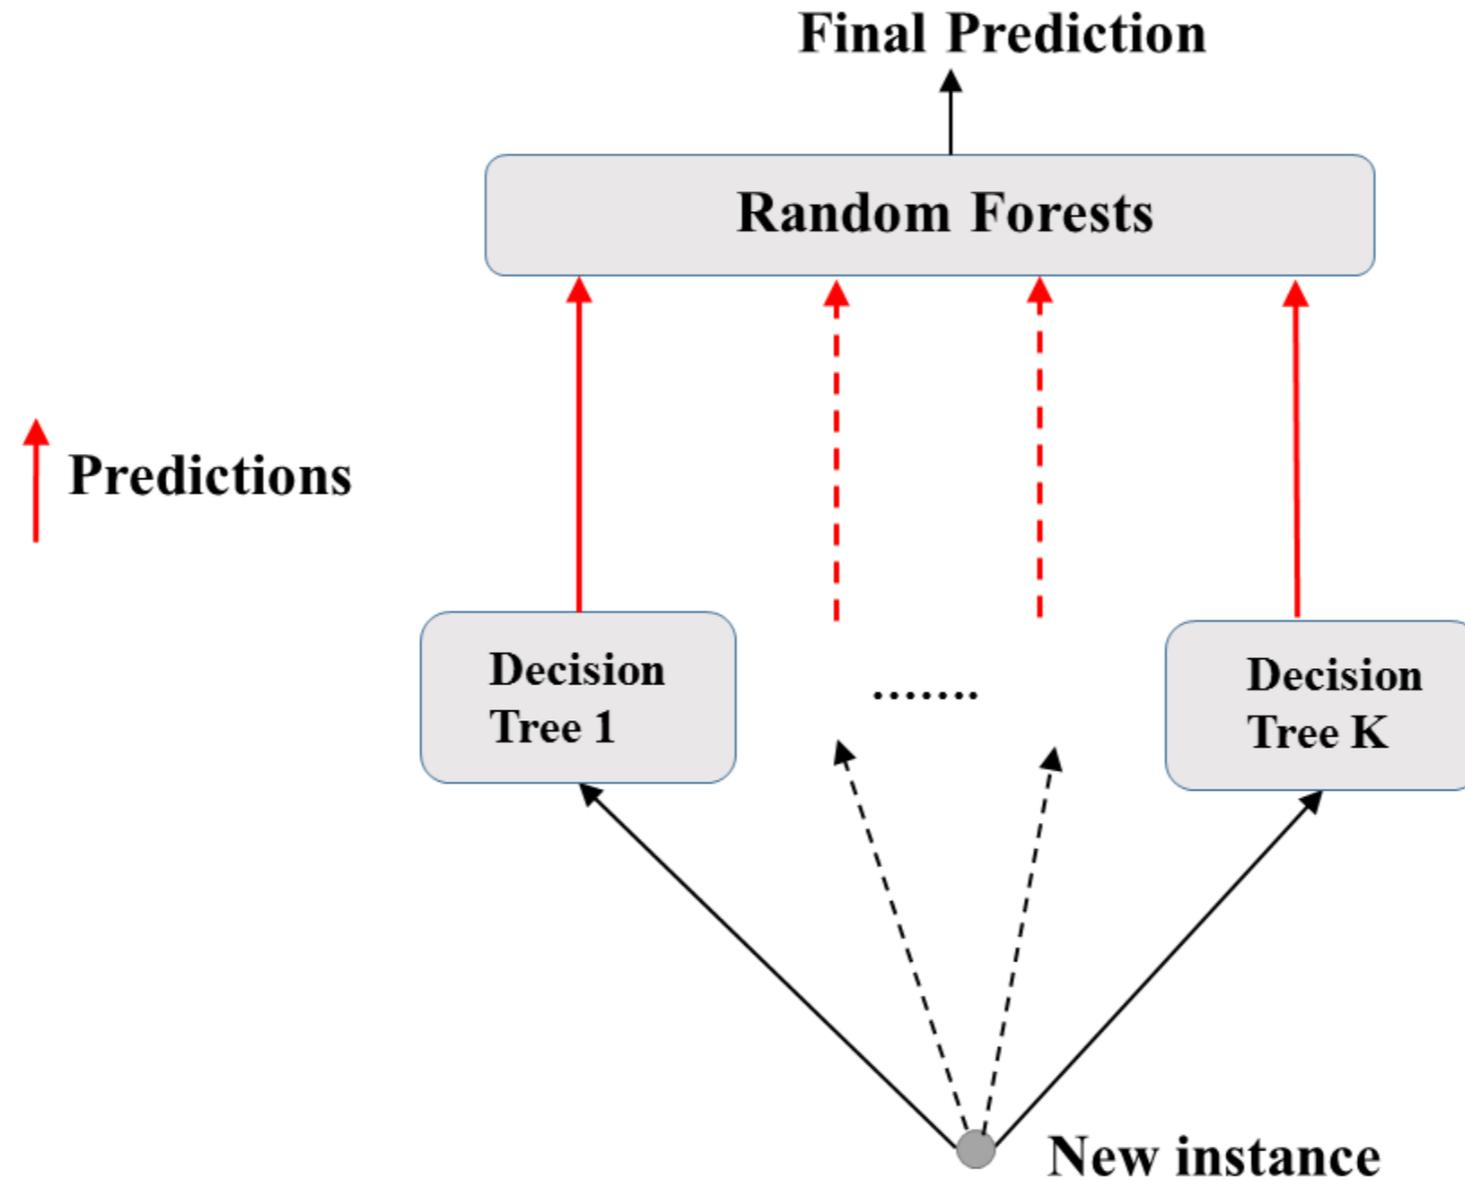 Final Prediction
Random Forests
Predictions
Decision
Tree 1
.......
Decision
Tree K
New instance